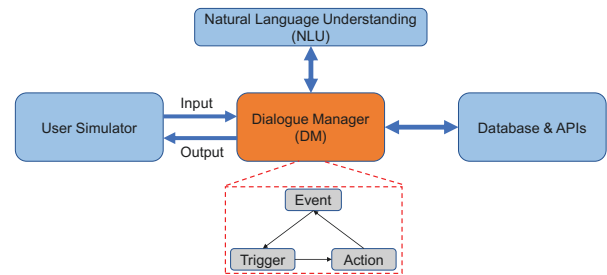 Natural Language Understanding
(NLU)
Input
User Simulator
Dialogue Manager
(DM)
Database & APIs
Output
Event
Trigger
Action